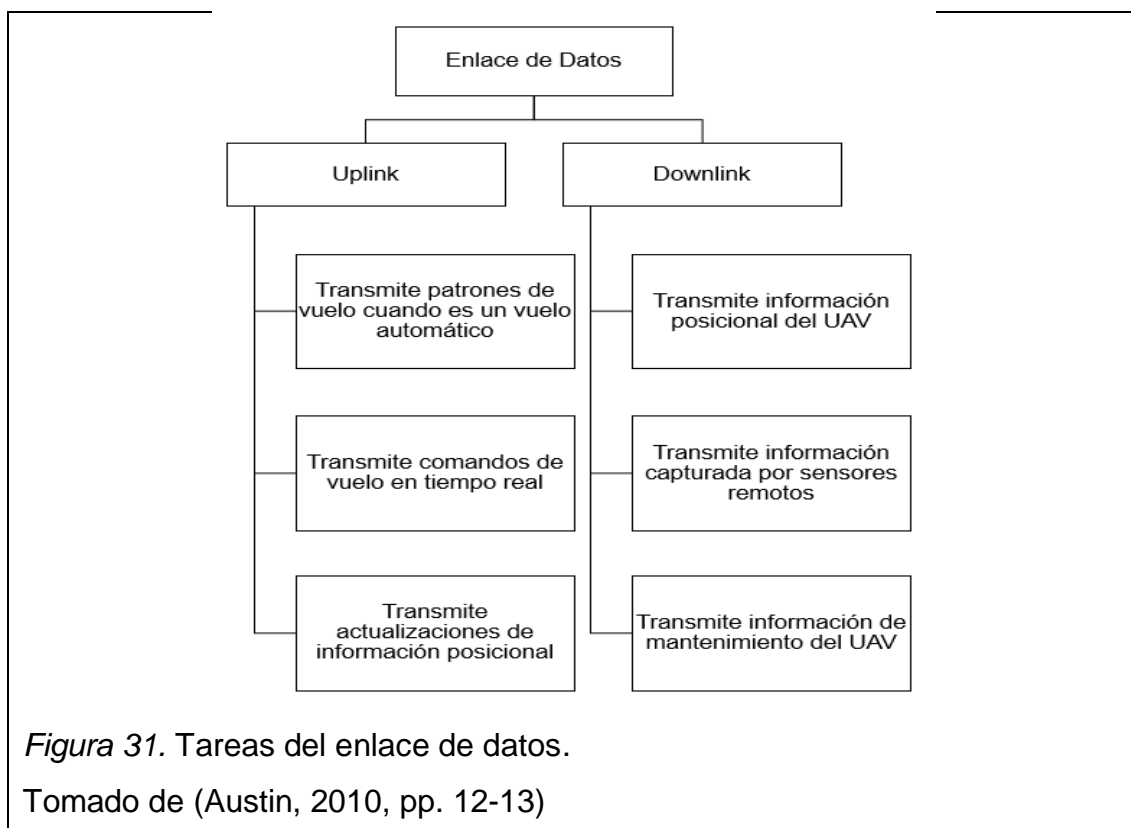 Enlace de Datos
Uplink
Transmite patrones de
vuelo cuando es un vuelo
automático
Transmite comandos de
vuelo en tiempo real
Transmite
actualizaciones de
información posicional
Downlink
Transmite información
posicional del UAV
Transmite información
capturada por sensores
remotos
Transmite información de
mantenimiento del UAV
Figura 31. Tareas del enlace de datos.
Tomado de (Austin, 2010, pp. 12-13)